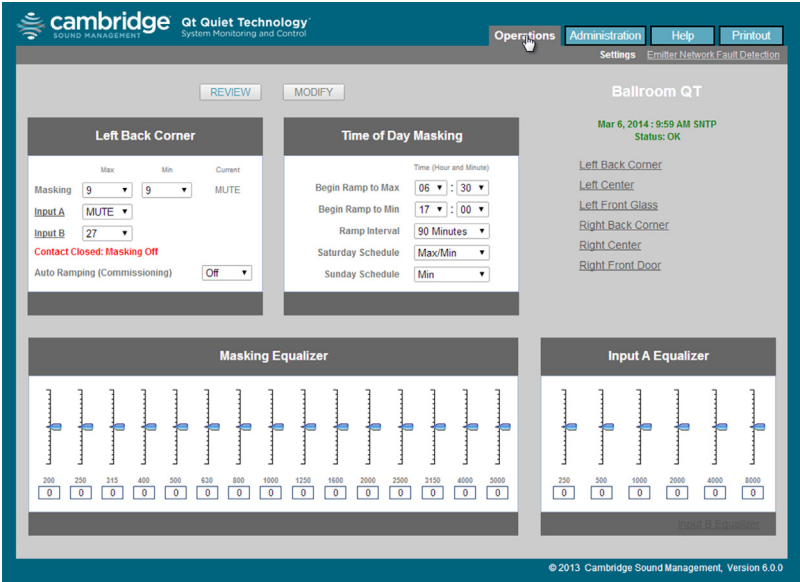 cambridge
SOUND MANAGEMENT
Qt Quiet Technology
System Monitoring and Control
Operations Administration Help Printout
Settings Emitter Network Fault Detection
REVIEW MODIFY
Ballroom QT
Mar 6, 2014 : 9:59 AM SNTP
Status: OK
Left Back Corner
Left Center
Left Front Glass
Right Back Corner
Right Center
Right Front Door
Left Back Corner
Max Min Current
Masking 9 9 MUTE
Input A MUTE
Input B 27
Contact Closed: Masking Off
Auto Ramping (Commissioning) Off
Time of Day Masking
Time (Hour and Minute)
Begin Ramp to Max 06 : 30
Begin Ramp to Min 17 : 00
Ramp Interval 90 Minutes
Saturday Schedule Max/Min
Sunday Schedule Min
Masking Equalizer
200 250 315 400 500 630 800 1000 1250 1600 2000 2500 3150 4000 5000
0 0 0 0 0 0 0 0 0 0 0 0 0 0 0
Input A Equalizer
250 500 1000 2000 4000 8000
0 0 0 0 0 0
Input B Equalizer
© 2013 Cambridge Sound Management, Version 6.0.0